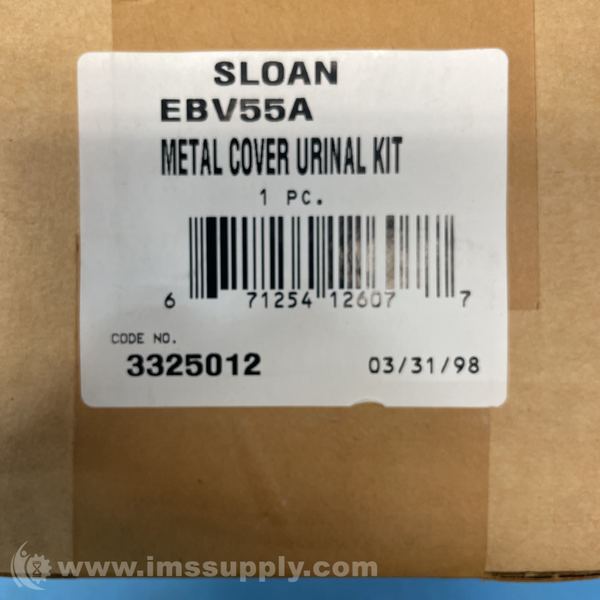 SLOAN
EBV55A
METAL COVER URINAL KIT
1 PC.
6 71254 12607 7
CODE NO.
3325012 03/31/98
www.imssupply.com